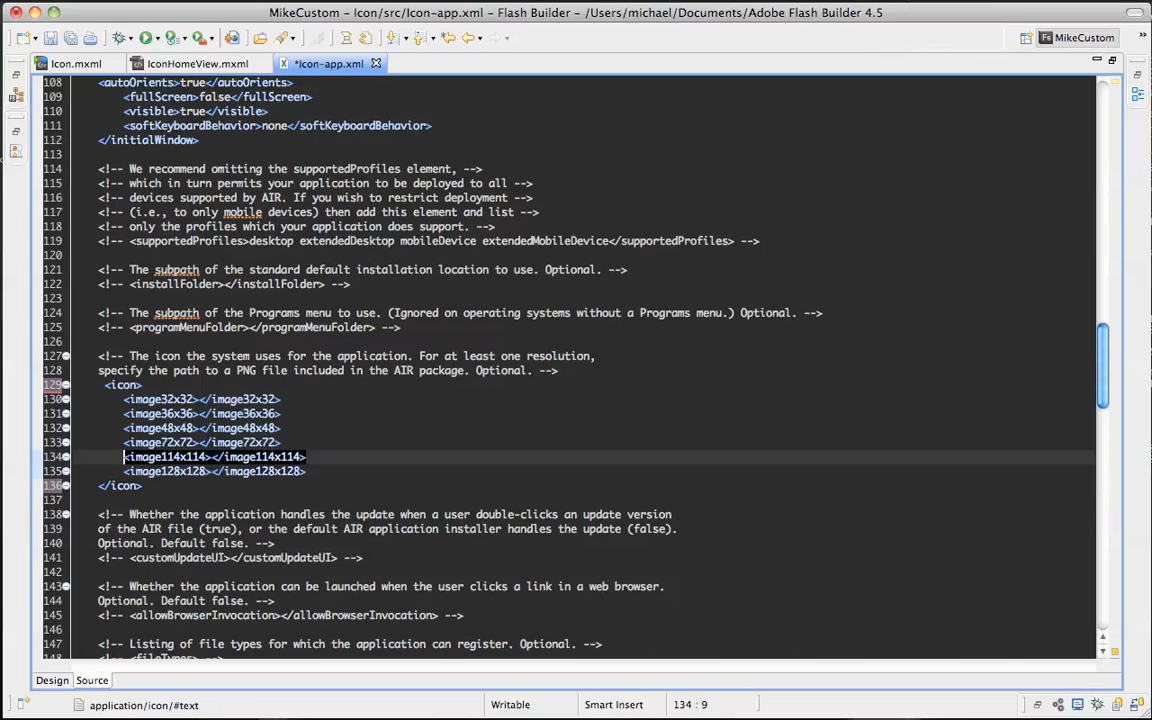 MikeCustom – Icon/src/Icon-app.xml – Flash Builder – /Users/michael/Documents/Adobe Flash Builder 4.5
MikeCustom
Icon.mxml
IconHomeView.mxml
*Icon-app.xml
108 <autoOrients>true</autoOrients>
109 <fullScreen>false</fullScreen>
110 <visible>true</visible>
111 <softKeyboardBehavior>none</softKeyboardBehavior>
112 </initialWindow>
113
114 <!-- We recommend omitting the supportedProfiles element, -->
115 <!-- which in turn permits your application to be deployed to all -->
116 <!-- devices supported by AIR. If you wish to restrict deployment -->
117 <!-- (i.e., to only mobile devices) then add this element and list -->
118 <!-- only the profiles which your application does support. -->
119 <!-- <supportedProfiles>desktop extendedDesktop mobileDevice extendedMobileDevice</supportedProfiles> -->
120
121 <!-- The subpath of the standard default installation location to use. Optional. -->
122 <!-- <installFolder></installFolder> -->
123
124 <!-- The subpath of the Programs menu to use. (Ignored on operating systems without a Programs menu.) Optional. -->
125 <!-- <programMenuFolder></programMenuFolder> -->
126
127 <!-- The icon the system uses for the application. For at least one resolution,
128 specify the path to a PNG file included in the AIR package. Optional. -->
129 <icon>
130 <image32x32></image32x32>
131 <image36x36></image36x36>
132 <image48x48></image48x48>
133 <image72x72></image72x72>
134 <image114x114></image114x114>
135 <image128x128></image128x128>
136 </icon>
137
138 <!-- Whether the application handles the update when a user double-clicks an update version
139 of the AIR file (true), or the default AIR application installer handles the update (false).
140 Optional. Default false. -->
141 <!-- <customUpdateUI></customUpdateUI> -->
142
143 <!-- Whether the application can be launched when the user clicks a link in a web browser.
144 Optional. Default false. -->
145 <!-- <allowBrowserInvocation></allowBrowserInvocation> -->
146
147 <!-- Listing of file types for which the application can register. Optional. -->
148 <!-- <fileTypes> -->
Design
Source
application/icon/#text
Writable
Smart Insert
134 : 9